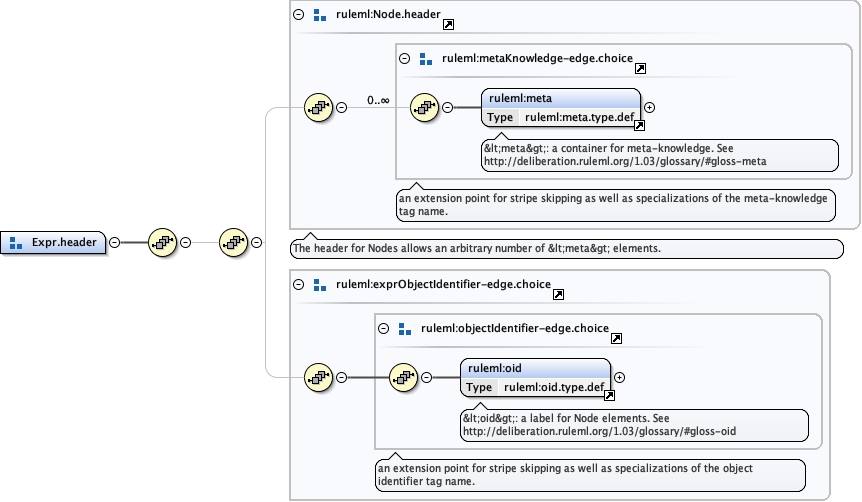 ruleml:Node.header
ruleml:metaKnowledge-edge.choice
0..∞
ruleml:meta
Type ruleml:meta.type.def
&lt;meta&gt;: a container for meta-knowledge. See
http://deliberation.ruleml.org/1.03/glossary/#gloss-meta
an extension point for stripe skipping as well as specializations of the meta-knowledge
tag name.
Expr.header
The header for Nodes allows an arbitrary number of &lt;meta&gt; elements.
ruleml:exprObjectIdentifier-edge.choice
ruleml:objectIdentifier-edge.choice
ruleml:oid
Type ruleml:oid.type.def
&lt;oid&gt;: a label for Node elements. See
http://deliberation.ruleml.org/1.03/glossary/#gloss-oid
an extension point for stripe skipping as well as specializations of the object
identifier tag name.